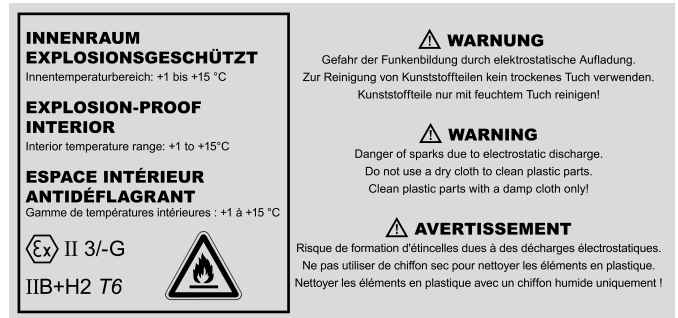 INNENRAUM
EXPLOSIONSGESCHÜTZT
Innentemperaturbereich: +1 bis +15 °C
EXPLOSION-PROOF
INTERIOR
Interior temperature range: +1 to +15°C
ESPACE INTÉRIEUR
ANTIDÉFLAGRANT
Gamme de températures intérieures : +1 à +15 °C
Ex II 3/-G
IIB+H2 T6
WARNUNG
Gefahr der Funkenbildung durch elektrostatische Aufladung.
Zur Reinigung von Kunststoffteilen kein trockenes Tuch verwenden.
Kunststoffteile nur mit feuchtem Tuch reinigen!
WARNING
Danger of sparks due to electrostatic discharge.
Do not use a dry cloth to clean plastic parts.
Clean plastic parts with a damp cloth only!
AVERTISSEMENT
Risque de formation d'étincelles dues à des décharges électrostatiques.
Ne pas utiliser de chiffon sec pour nettoyer les éléments en plastique.
Nettoyer les éléments en plastique avec un chiffon humide uniquement !